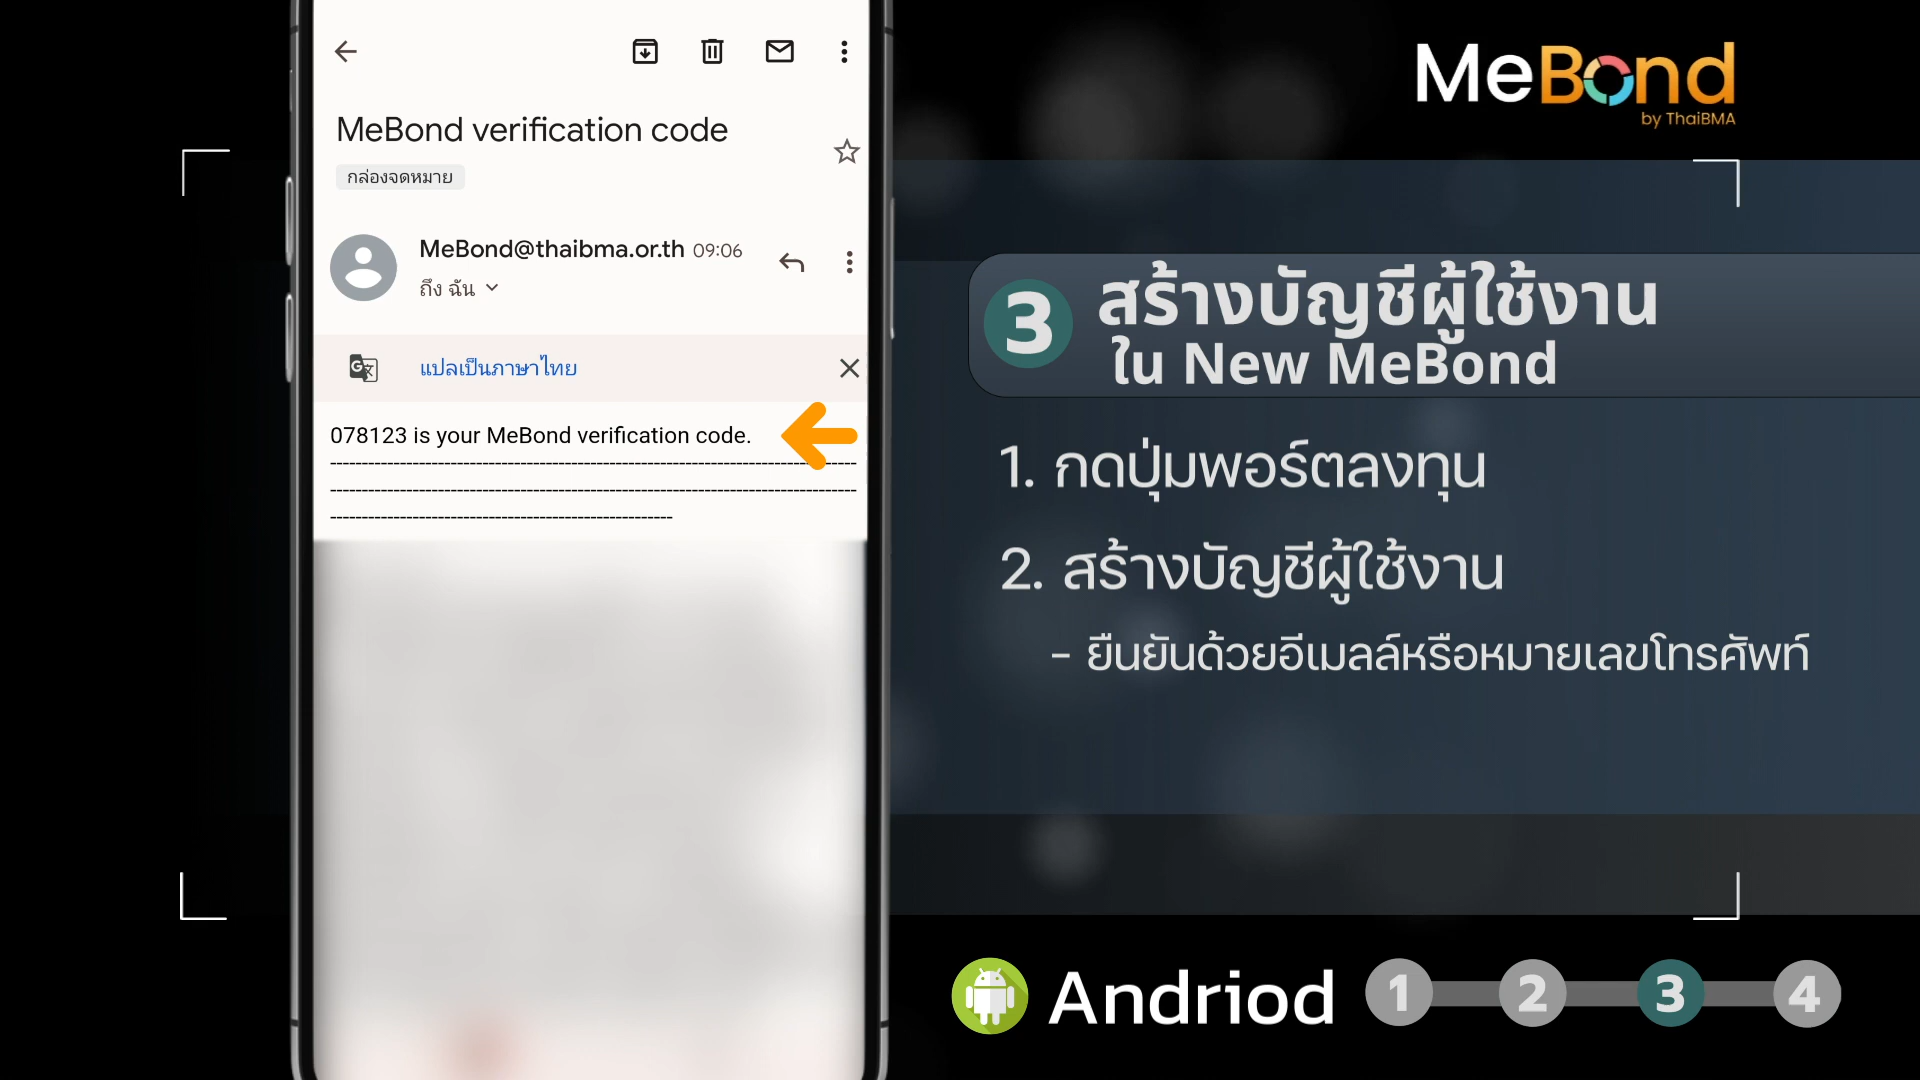 MeBond verification code
กล่องจดหมาย
MeBond@thaibma.or.th 09:06
ถึง ฉัน
แปลเป็นภาษาไทย
078123 is your MeBond verification code.
--------------------------------------------------------------------------------
--------------------------------------------------------------------------------
----------------------------------------------------
MeBond
by ThaiBMA
3 สร้างบัญชีผู้ใช้งาน
ใน New MeBond
1. กดปุ่มพอร์ตลงทุน
2. สร้างบัญชีผู้ใช้งาน
- ยืนยันด้วยอีเมลล์หรือหมายเลขโทรศัพท์
Andriod 1 2 3 4